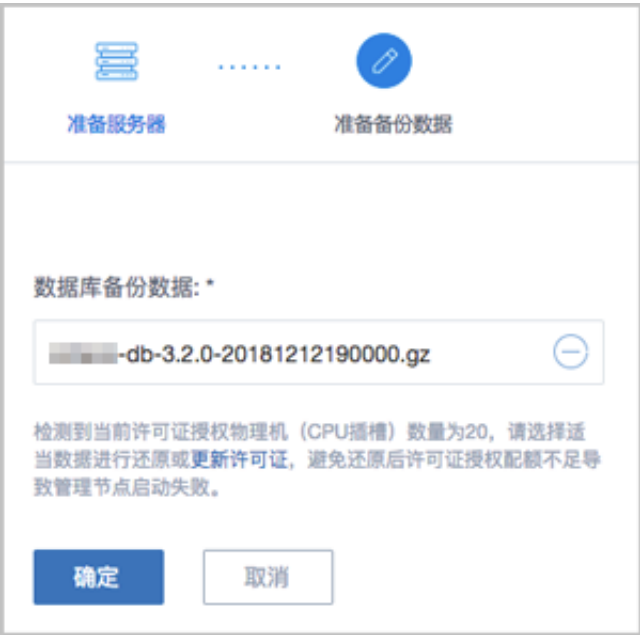 准备服务器
准备备份数据
数据库备份数据: *
-db-3.2.0-20181212190000.gz
检测到当前许可证授权物理机（CPU插槽）数量为20，请选择适
当数据进行还原或更新许可证，避免还原后许可证授权配额不足导
致管理节点启动失败。
确定
取消